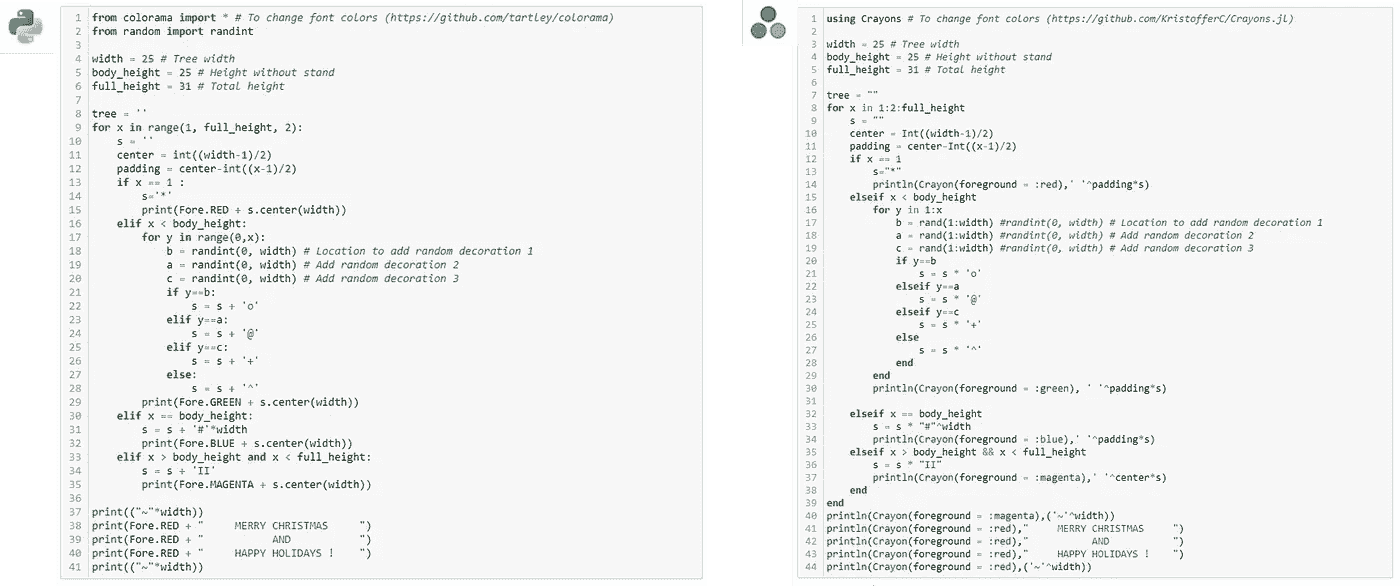 1 from colorama import * # To change font colors (https://github.com/tartley/colorama)
2 from random import randint
3
4 width = 25 # Tree width
5 body_height = 25 # Height without stand
6 full_height = 31 # Total height
7
8 tree = ''
9 for x in range(1, full_height, 2):
10     s = ''
11     center = int((width-1)/2)
12     padding = center-int((x-1)/2)
13     if x == 1 :
14         s='*'
15         print(Fore.RED + s.center(width))
16     elif x < body_height:
17         for y in range(0,x):
18             b = randint(0, width) # Location to add random decoration 1
19             a = randint(0, width) # Add random decoration 2
20             c = randint(0, width) # Add random decoration 3
21             if y==b:
22                 s = s + 'o'
23             elif y==a:
24                 s = s + '@'
25             elif y==c:
26                 s = s + '+'
27             else:
28                 s = s + '^'
29         print(Fore.GREEN + s.center(width))
30     elif x == body_height:
31         s = s + '#'*width
32         print(Fore.BLUE + s.center(width))
33     elif x > body_height and x < full_height:
34         s = s + 'II'
35         print(Fore.MAGENTA + s.center(width))
36
37 print(("~"*width))
38 print(Fore.RED + "     MERRY CHRISTMAS     ")
39 print(Fore.RED + "           AND           ")
40 print(Fore.RED + "     HAPPY HOLIDAYS !    ")
41 print(("~"*width))
1 using Crayons # To change font colors (https://github.com/KristofferC/Crayons.jl)
2
3 width = 25 # Tree width
4 body_height = 25 # Height without stand
5 full_height = 31 # Total height
6
7 tree = ""
8 for x in 1:2:full_height
9     s = ""
10     center = Int((width-1)/2)
11     padding = center-Int((x-1)/2)
12     if x == 1
13         s="*"
14         println(Crayon(foreground = :red),' '^padding*s)
15     elseif x < body_height
16         for y in 1:x
17             b = rand(1:width) #randint(0, width) # Location to add random decoration 1
18             a = rand(1:width) #randint(0, width) # Add random decoration 2
19             c = rand(1:width) #randint(0, width) # Add random decoration 3
20             if y==b
21                 s = s * 'o'
22             elseif y==a
23                 s = s * '@'
24             elseif y==c
25                 s = s * '+'
26             else
27                 s = s * '^'
28             end
29         end
30         println(Crayon(foreground = :green), ' '^padding*s)
31
32     elseif x == body_height
33         s = s * "#"^width
34         println(Crayon(foreground = :blue),' '^padding*s)
35     elseif x > body_height && x < full_height
36         s = s * "II"
37         println(Crayon(foreground = :magenta),' '^center*s)
38     end
39 end
40 println(Crayon(foreground = :magenta),('~'^width))
41 println(Crayon(foreground = :red),"     MERRY CHRISTMAS     ")
42 println(Crayon(foreground = :red),"           AND           ")
43 println(Crayon(foreground = :red),"     HAPPY HOLIDAYS !    ")
44 println(Crayon(foreground = :red),('~'^width))